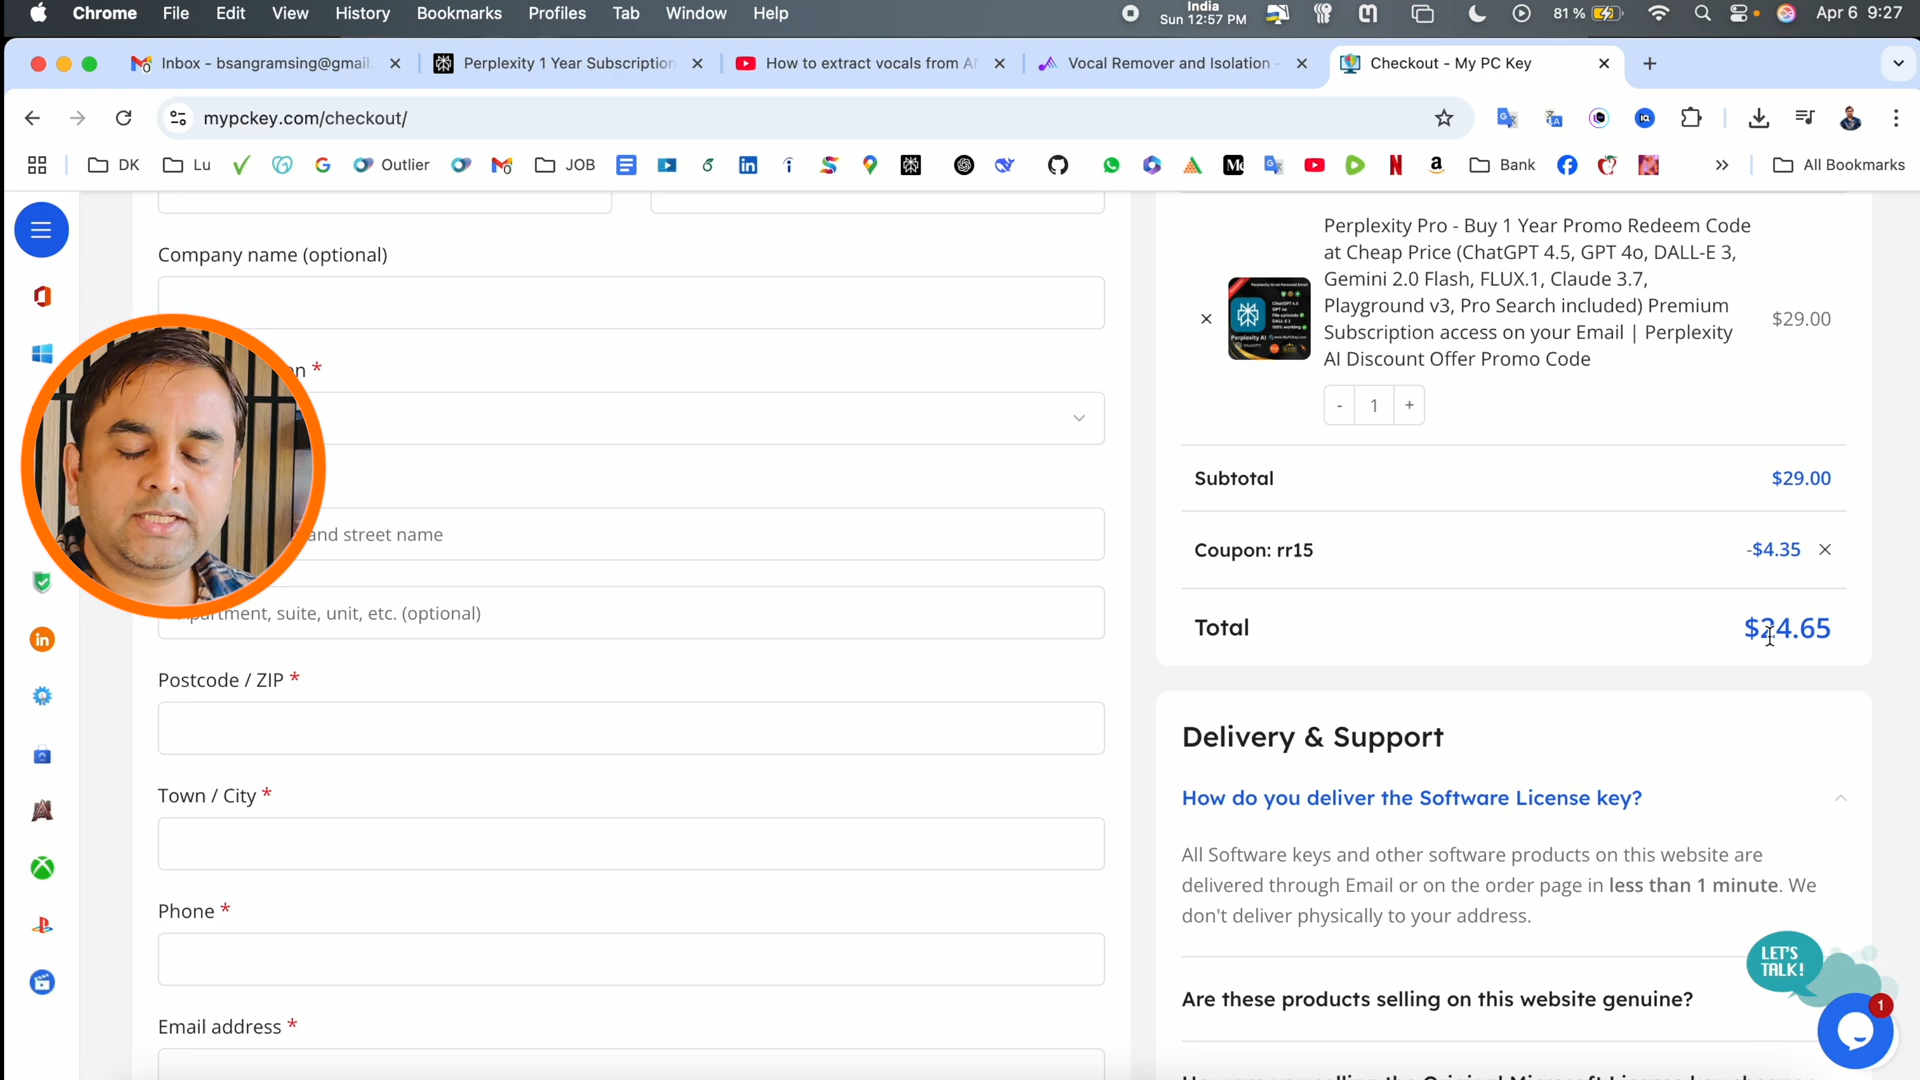 Chrome File Edit View History Bookmarks Profiles Tab Window Help
India
Sun 12:57 PM
81 %
Apr 6 9:27
Inbox - bsangramsing@gmail.
Perplexity 1 Year Subscription
How to extract vocals from A
Vocal Remover and Isolation -
Checkout - My PC Key
mypckey.com/checkout/
DK
Lu
Outlier
JOB
Bank
All Bookmarks
Company name (optional)
on *
and street name
Apartment, suite, unit, etc. (optional)
Postcode / ZIP *
Town / City *
Phone *
Email address *
Perplexity Pro - Buy 1 Year Promo Redeem Code
at Cheap Price (ChatGPT 4.5, GPT 4o, DALL-E 3,
Gemini 2.0 Flash, FLUX.1, Claude 3.7,
Playground v3, Pro Search included) Premium
Subscription access on your Email | Perplexity
AI Discount Offer Promo Code
$29.00
- 1 +
Subtotal $29.00
Coupon: rr15 -$4.35
Total $24.65
Delivery & Support
How do you deliver the Software License key?
All Software keys and other software products on this website are
delivered through Email or on the order page in less than 1 minute. We
don't deliver physically to your address.
Are these products selling on this website genuine?
LET'S
TALK!
1